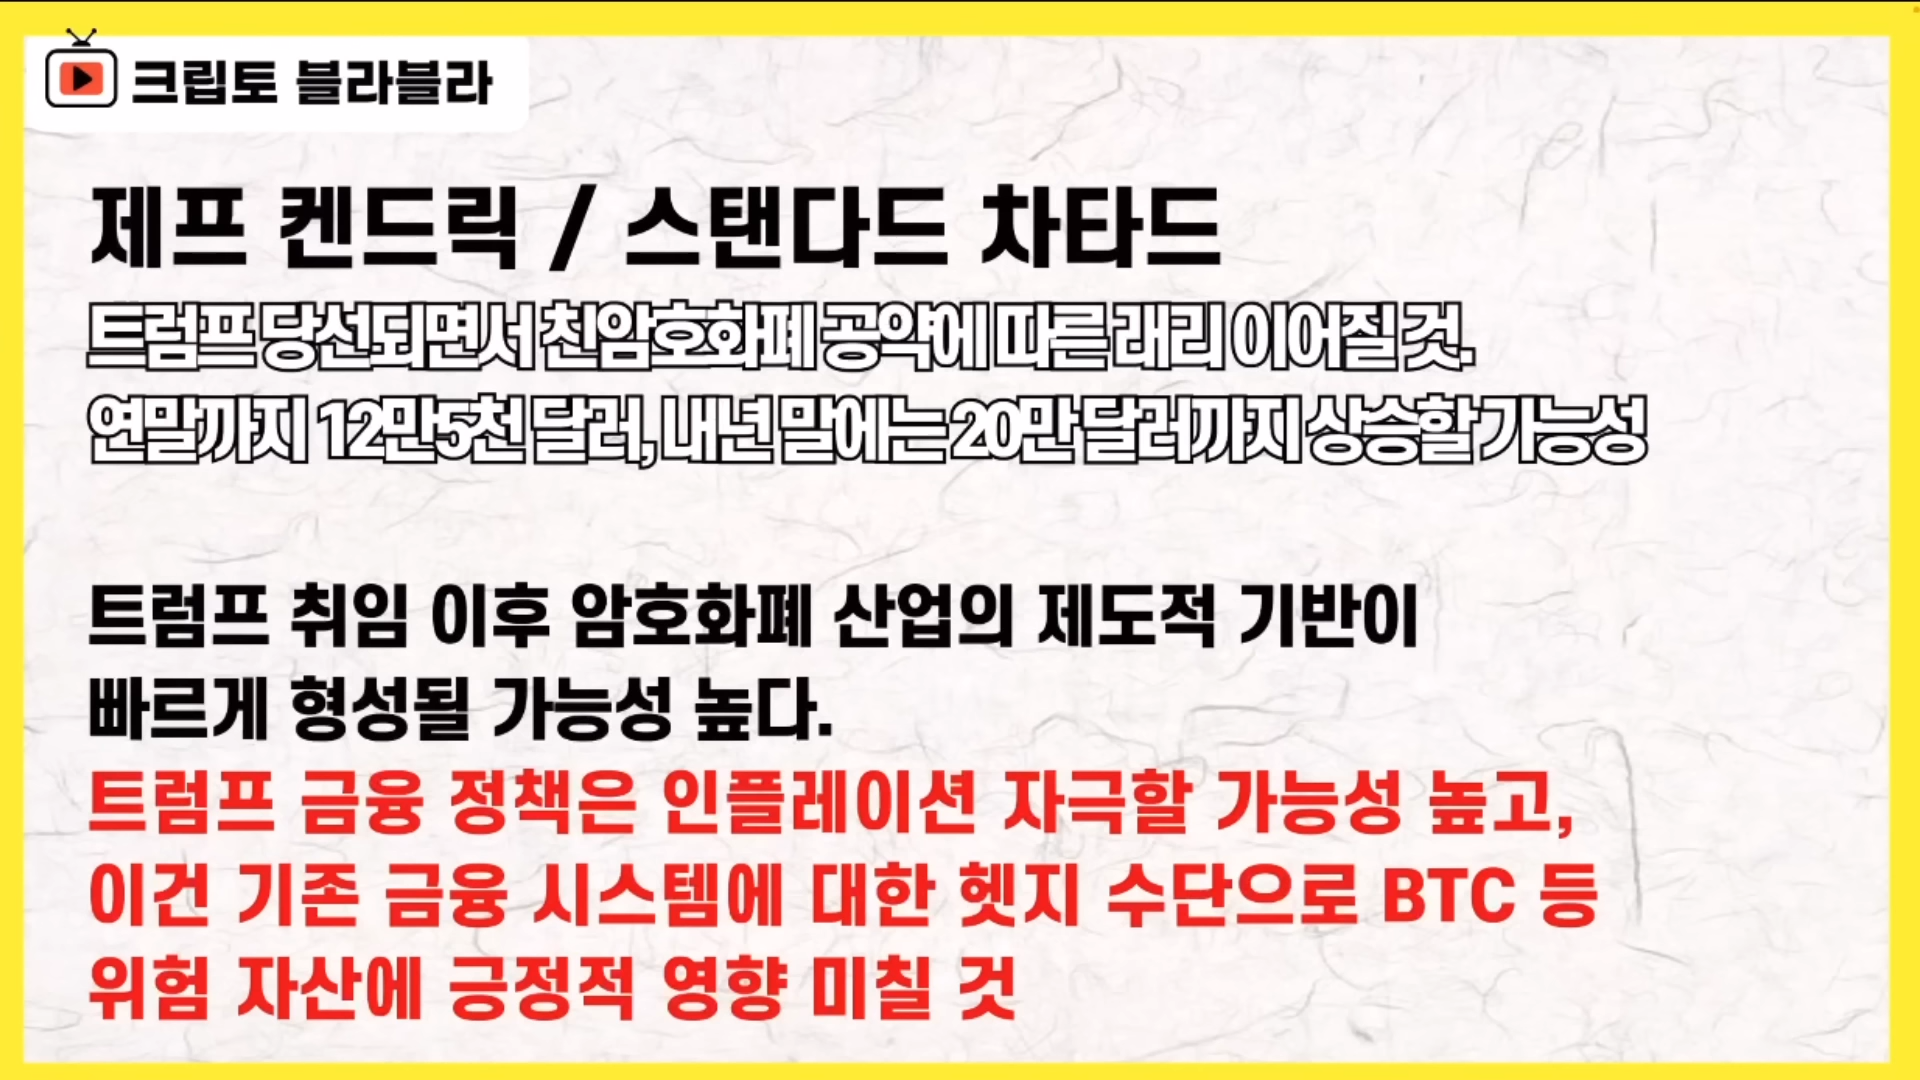 크립토 블라블라
제프 켄드릭 / 스탠다드 차타드
트럼프 당선되면서 친암호화폐 공약에 따른 래리 이어질 것.
연말까지 12만5천 달러, 내년 말에는 20만 달러까지 상승할 가능성
트럼프 취임 이후 암호화폐 산업의 제도적 기반이
빠르게 형성될 가능성 높다.
트럼프 금융 정책은 인플레이션 자극할 가능성 높고,
이건 기존 금융 시스템에 대한 헷지 수단으로 BTC 등
위험 자산에 긍정적 영향 미칠 것